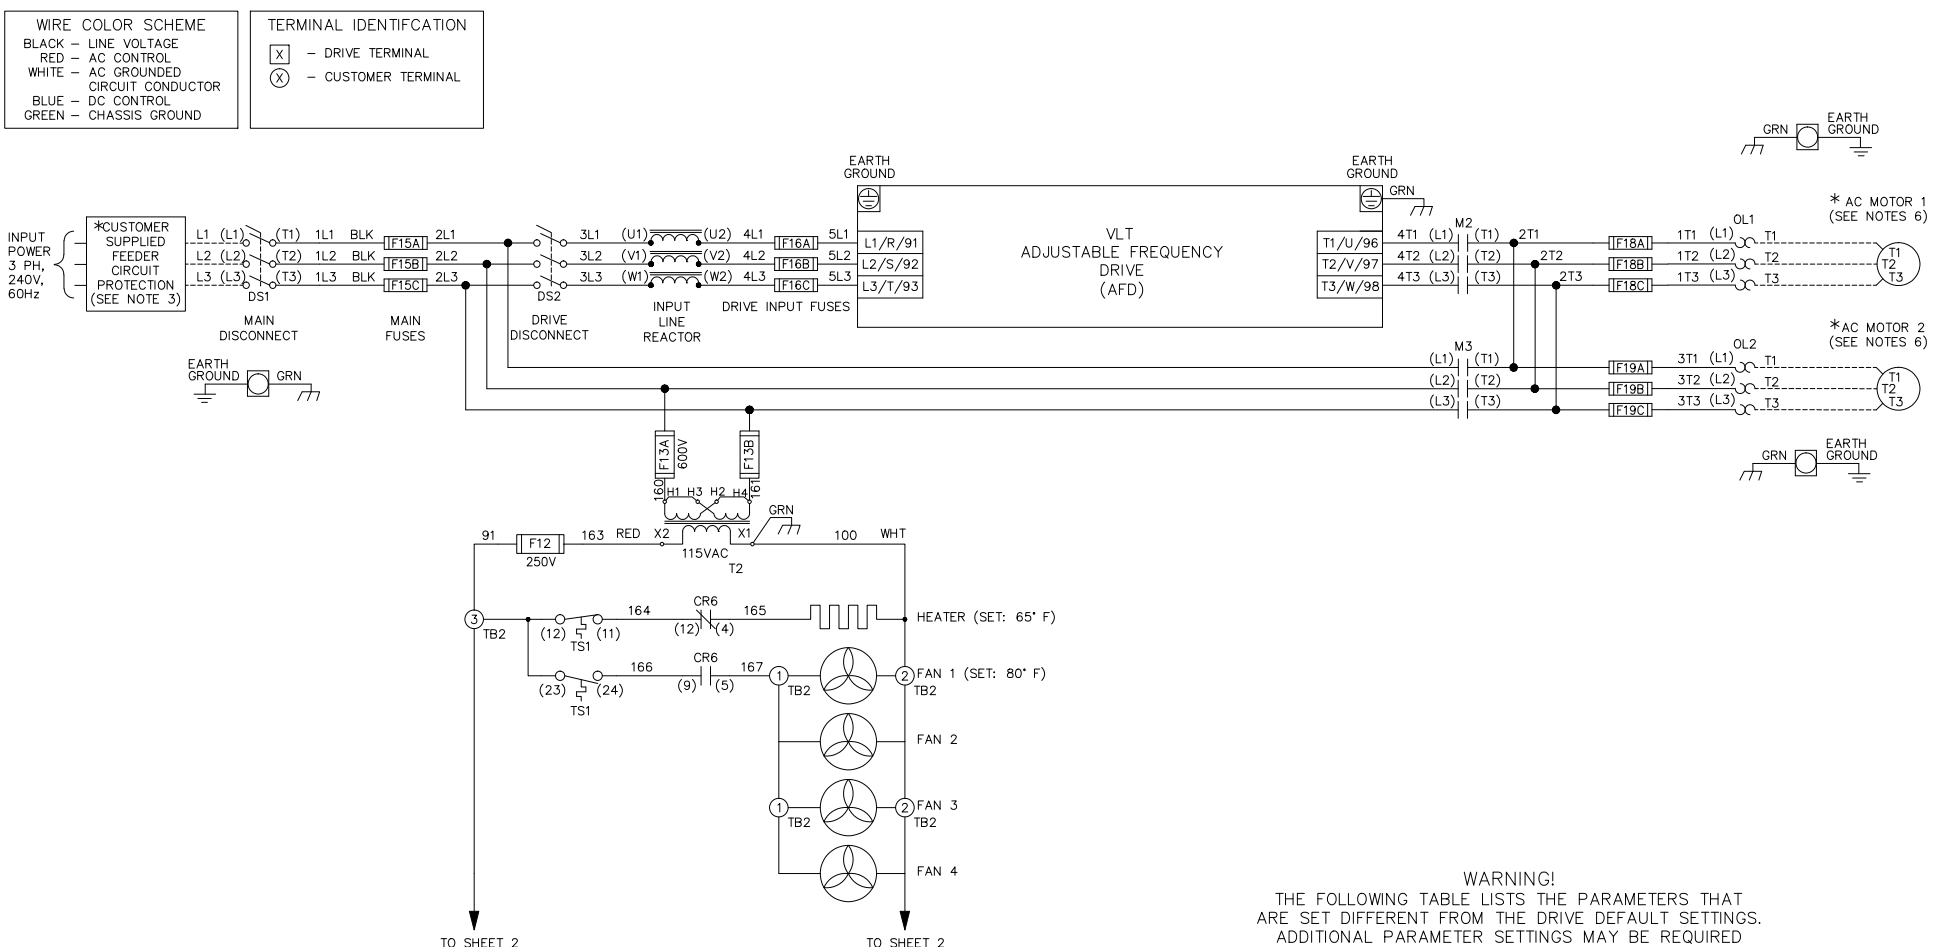 WIRE COLOR SCHEME
BLACK – LINE VOLTAGE
RED – AC CONTROL
WHITE – AC GROUNDED
CIRCUIT CONDUCTOR
BLUE – DC CONTROL
GREEN – CHASSIS GROUND
TERMINAL IDENTIFCATION
X – DRIVE TERMINAL
X – CUSTOMER TERMINAL
GRN
EARTH
GROUND
INPUT
POWER
3 PH,
240V,
60Hz
*CUSTOMER
SUPPLIED
FEEDER
CIRCUIT
PROTECTION
(SEE NOTE 3)
L1 (L1) (T1) 1L1 BLK F15A 2L1
L2 (L2) (T2) 1L2 BLK F15B 2L2
L3 (L3) (T3) 1L3 BLK F15C 2L3
DS1
MAIN
DISCONNECT
MAIN
FUSES
3L1 (U1) (U2) 4L1 F16A 5L1
3L2 (V1) (V2) 4L2 F16B 5L2
3L3 (W1) (W2) 4L3 F16C 5L3
DS2
DRIVE
DISCONNECT
INPUT
LINE
REACTOR
DRIVE INPUT FUSES
EARTH
GROUND
L1/R/91
L2/S/92
L3/T/93
VLT
ADJUSTABLE FREQUENCY
DRIVE
(AFD)
EARTH
GROUND
GRN
T1/U/96
T2/V/97
T3/W/98
M2
4T1 (L1) (T1) 2T1 F18A 1T1 (L1) T1
4T2 (L2) (T2) 2T2 F18B 1T2 (L2) T2
4T3 (L3) (T3) 2T3 F18C 1T3 (L3) T3
OL1
* AC MOTOR 1
(SEE NOTES 6)
T1
T2
T3
M3
(L1) (T1) F19A 3T1 (L1) T1
(L2) (T2) F19B 3T2 (L2) T2
(L3) (T3) F19C 3T3 (L3) T3
OL2
*AC MOTOR 2
(SEE NOTES 6)
T1
T2
T3
GRN
EARTH
GROUND
EARTH
GROUND
GRN
F13A
600V
F13B
160
H1 H3 H2 H4
161
GRN
91 F12 163 RED X2 X1 100 WHT
250V
115VAC
T2
3
TB2
(12) (11)
TS1
164
CR6
(12) (4)
165
HEATER (SET: 65° F)
(23) (24)
TS1
166
CR6
(9) (5)
167
1
TB2
2
TB2
FAN 1 (SET: 80° F)
FAN 2
1
TB2
2
TB2
FAN 3
FAN 4
TO SHEET 2
TO SHEET 2
WARNING!
THE FOLLOWING TABLE LISTS THE PARAMETERS THAT
ARE SET DIFFERENT FROM THE DRIVE DEFAULT SETTINGS.
ADDITIONAL PARAMETER SETTINGS MAY BE REQUIRED